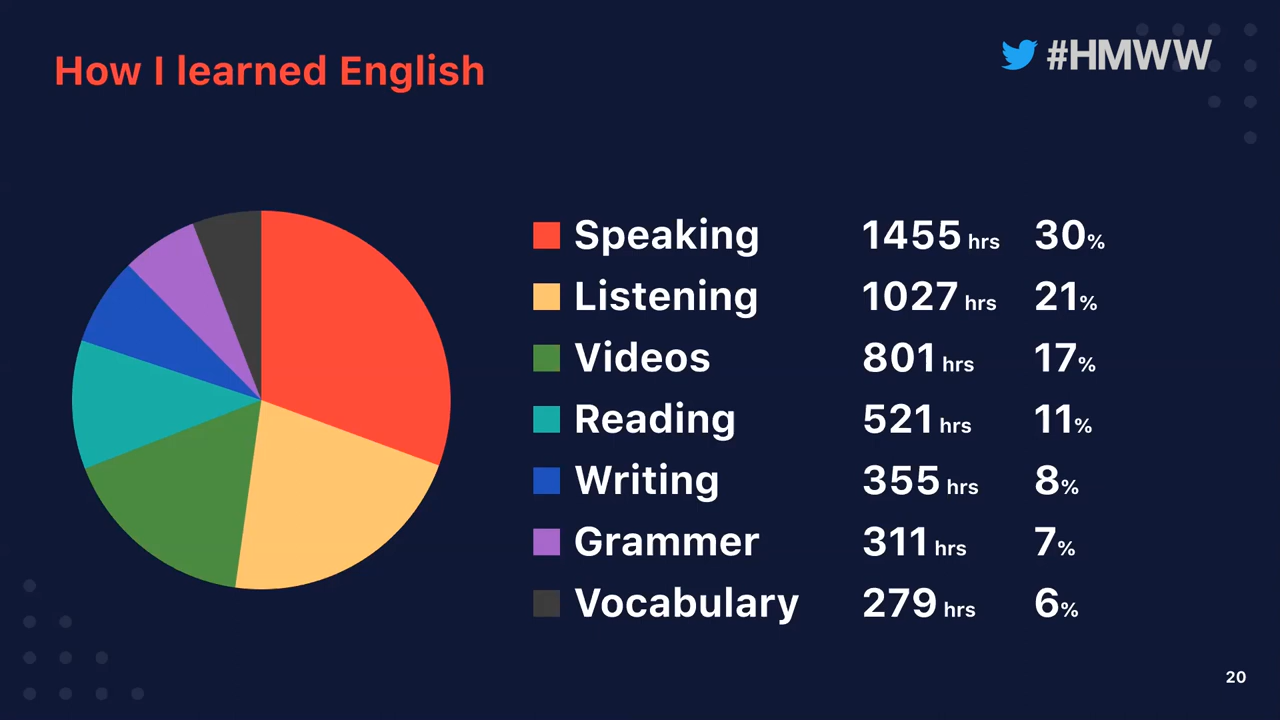 How I learned English
#HMWW
Speaking 1455 hrs 30%
Listening 1027 hrs 21%
Videos 801 hrs 17%
Reading 521 hrs 11%
Writing 355 hrs 8%
Grammer 311 hrs 7%
Vocabulary 279 hrs 6%
20